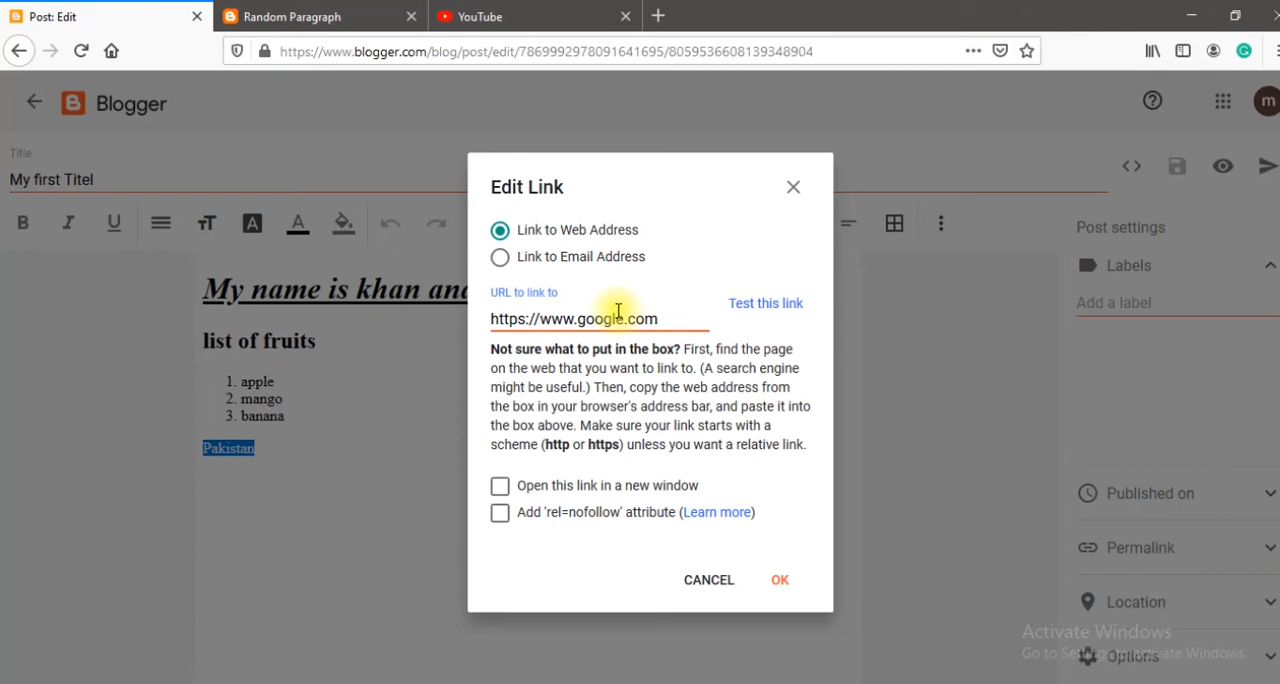 Post: Edit
Random Paragraph
YouTube
https://www.blogger.com/blog/post/edit/7869992978091641695/8059536608139348904
Blogger
m
Title
My first Titel
B I U
Post settings
Labels
Add a label
My name is khan and
list of fruits
1. apple
2. mango
3. banana
Pakistan
Edit Link
Link to Web Address
Link to Email Address
URL to link to
Test this link
https://www.google.com
Not sure what to put in the box? First, find the page
on the web that you want to link to. (A search engine
might be useful.) Then, copy the web address from
the box in your browser's address bar, and paste it into
the box above. Make sure your link starts with a
scheme (http or https) unless you want a relative link.
Open this link in a new window
Add 'rel=nofollow' attribute (Learn more)
CANCEL OK
Published on
Permalink
Location
Options
Activate Windows
Go to Settings to activate Windows.